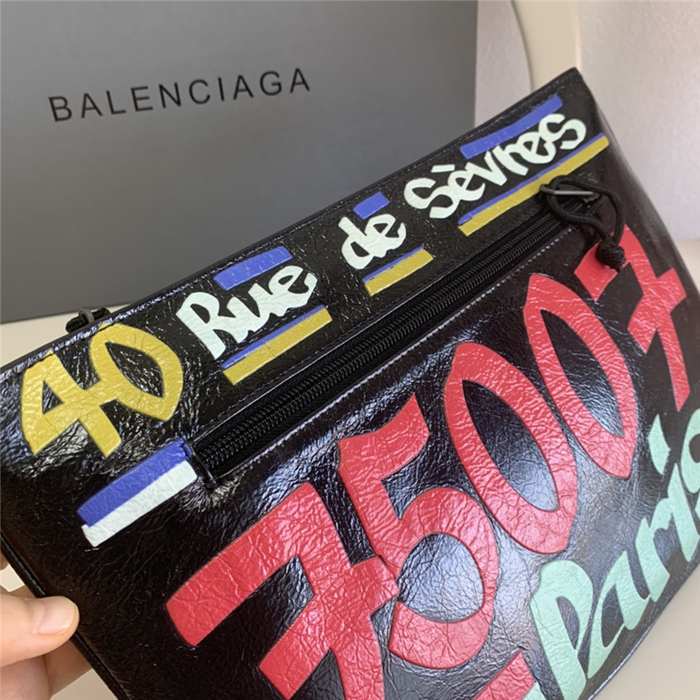 BALENCIAGA
40 Rue de Sèvres
75007
Paris